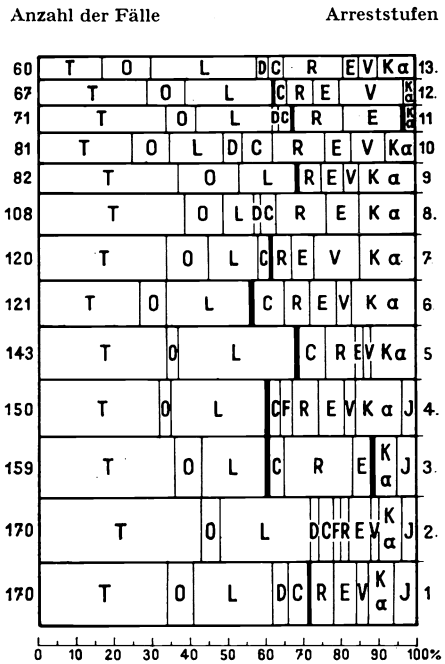 Anzahl der Fälle Arreststufen
60 T O L D C R E V K α 13.
67 T O L C R E V K α 12.
71 T O L D C R E K α 11
81 T O L D C R E V K α 10
82 T O L C R E V K α 9
108 T O L D C R E K α 8.
120 T O L C R E V K α 7.
121 T O L C R E V K α 6.
143 T O L C R E V K α 5
150 T O L C F R E V K α J 4.
159 T O L C R E K α J 3.
170 T O L D C F R E V K α J 2.
170 T O L D C R E V K α J 1
0 10 20 30 40 50 60 70 80 90 100%